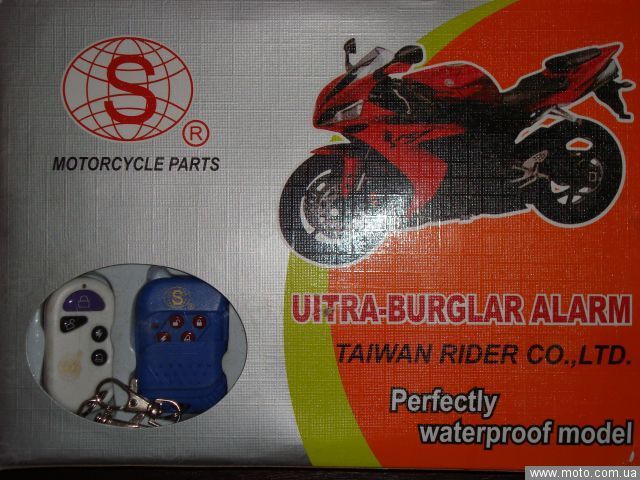 S
®
MOTORCYCLE PARTS
S
UITRA-BURGLAR ALARM
TAIWAN RIDER CO.,LTD.
Perfectly
waterproof model
www.moto.com.ua